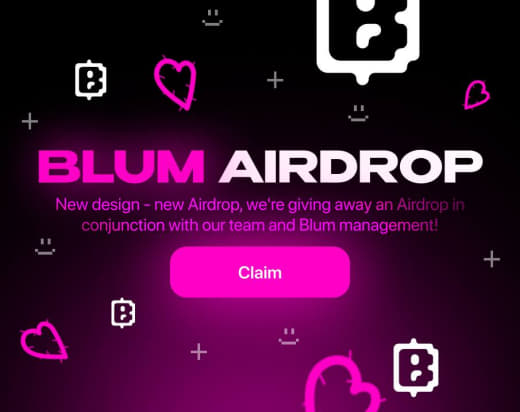 BLUM AIRDROP
New design - new Airdrop, we're giving away an Airdrop in
conjunction with our team and Blum management!
Claim